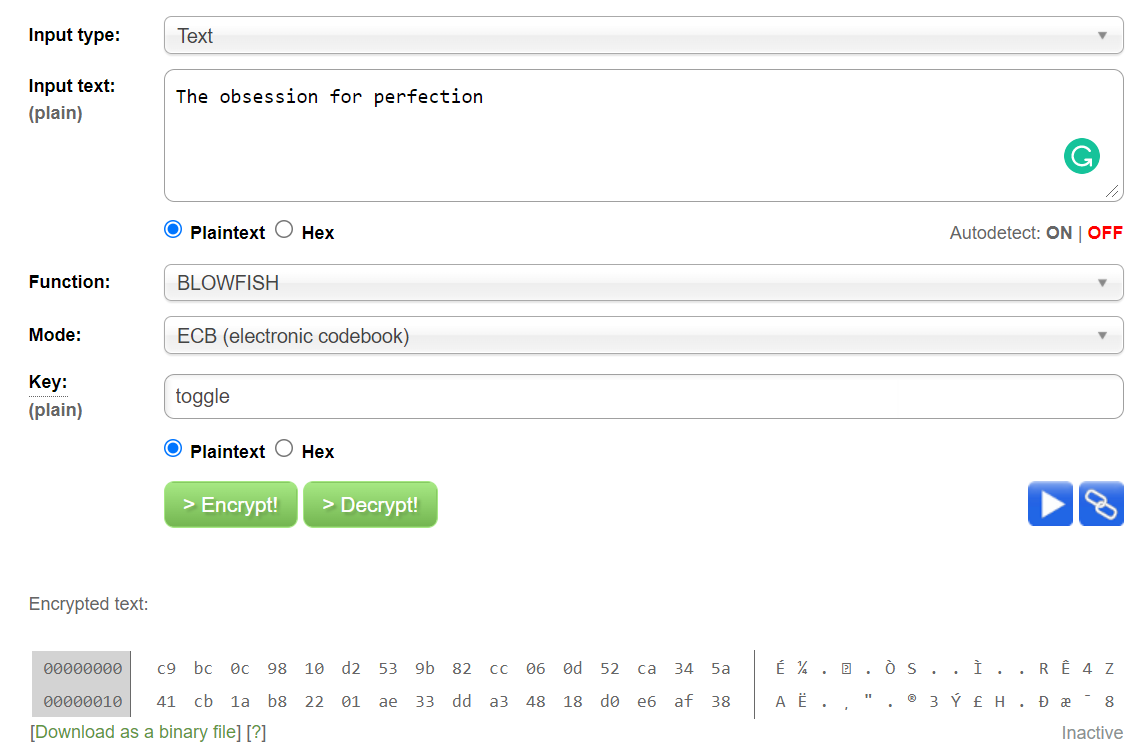 Input type: Text
Input text: The obsession for perfection
(plain)
Plaintext Hex Autodetect: ON | OFF
Function: BLOWFISH
Mode: ECB (electronic codebook)
Key: toggle
(plain)
Plaintext Hex
> Encrypt! > Decrypt!
Encrypted text:
00000000 c9 bc 0c 98 10 d2 53 9b 82 cc 06 0d 52 ca 34 5a É ¼ . . Ò S . . Ì . . R Ê 4 Z
00000010 41 cb 1a b8 22 01 ae 33 dd a3 48 18 d0 e6 af 38 A Ë . ¸ " . ® 3 Ý £ H . Ð æ ¯ 8
[Download as a binary file] [?] Inactive